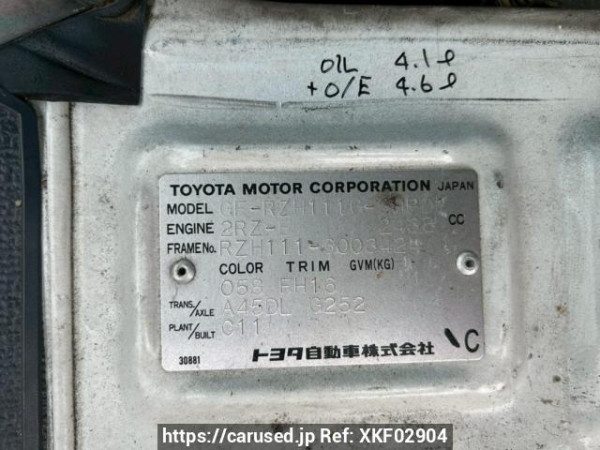 OIL 4.1ℓ
+O/E 4.6ℓ
TOYOTA MOTOR CORPORATION JAPAN
MODEL
ENGINE CC
FRAME No.
COLOR TRIM GVM(KG)
058 FH16
TRANS./AXLE A45DL G252
PLANT/BUILT C11
\C
30881 トヨタ自動車株式会社
https://carused.jp Ref: XKF02904